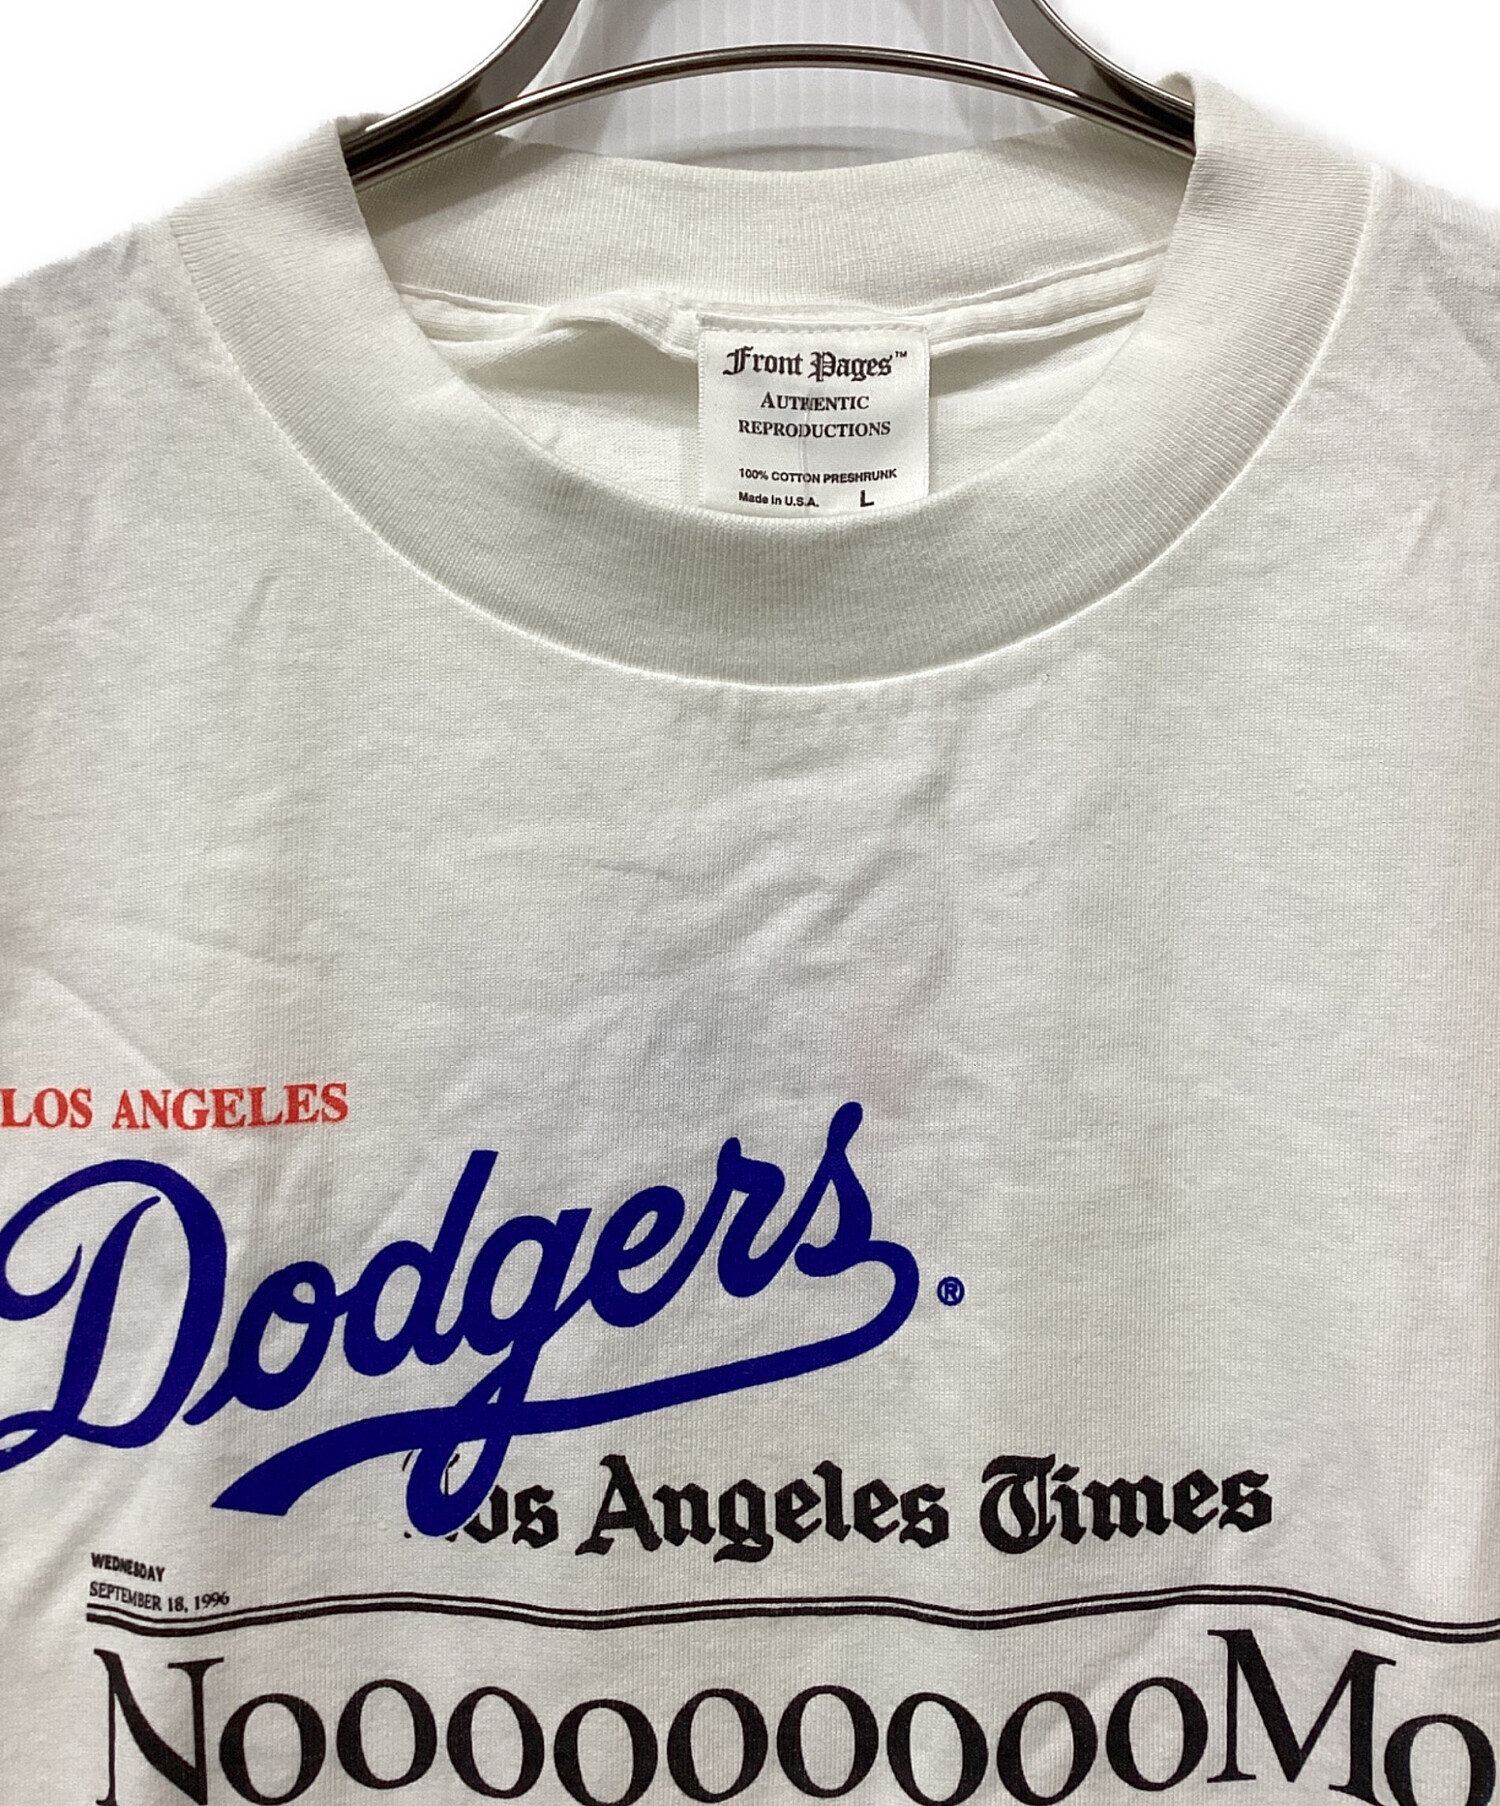 Front Pages™
AUTHENTIC
REPRODUCTIONS
100% COTTON PRESHRUNK
Made in U.S.A. L
LOS ANGELES
Dodgers®
Los Angeles Times
WEDNESDAY
SEPTEMBER 18, 1996
NoooooooooMo